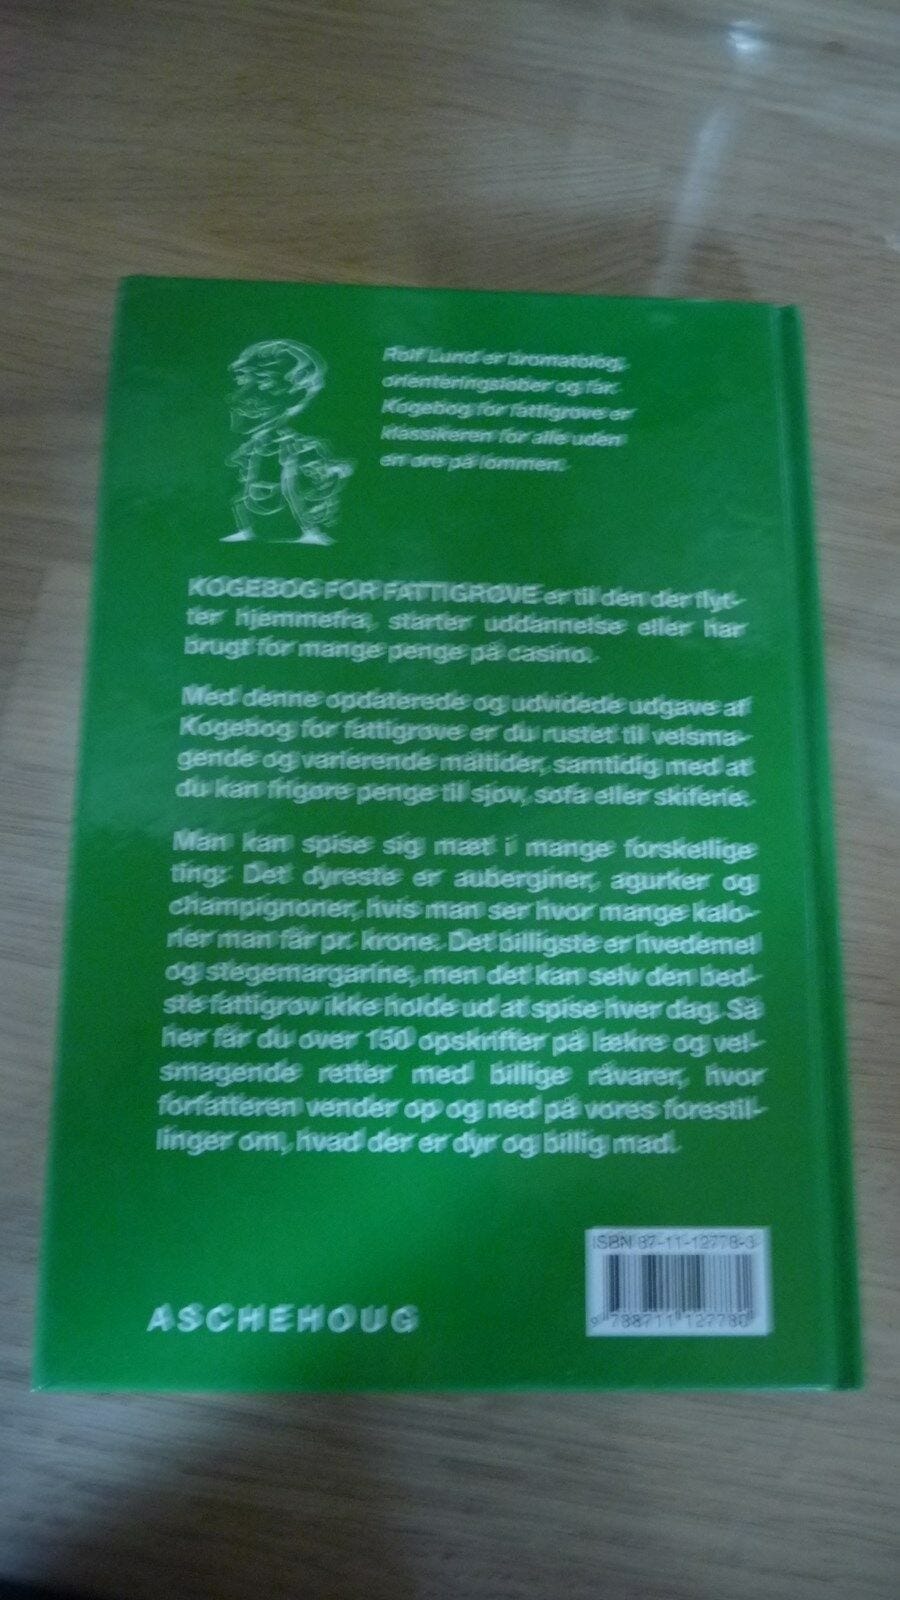 Rolf Lund er bromatolog,
orienteringsløber og far.
Kogebog for fattigrøve er
klassikeren for alle uden
en øre på lommen.
KOGEBOG FOR FATTIGRØVE er til den der flyt-
ter hjemmefra, starter uddannelse eller har
brugt for mange penge på casino.
Med denne opdaterede og udvidede udgave af
Kogebog for fattigrøve er du rustet til velsma-
gende og varierende måltider, samtidig med at
du kan frigøre penge til sjov, sofa eller skiferie.
Man kan spise sig mæt i mange forskellige
ting: Det dyreste er auberginer, agurker og
champignoner, hvis man ser hvor mange kalo-
rier man får pr. krone. Det billigste er hvedemel
og stegemargarine, men det kan selv den bed-
ste fattigrøv ikke holde ud at spise hver dag. Så
her får du over 150 opskrifter på lækre og vel-
smagende retter med billige råvarer, hvor
forfatteren vender op og ned på vores forestil-
linger om, hvad der er dyr og billig mad.
ISBN 87-11-12778-3
9 788711 127780
ASCHEHOUG